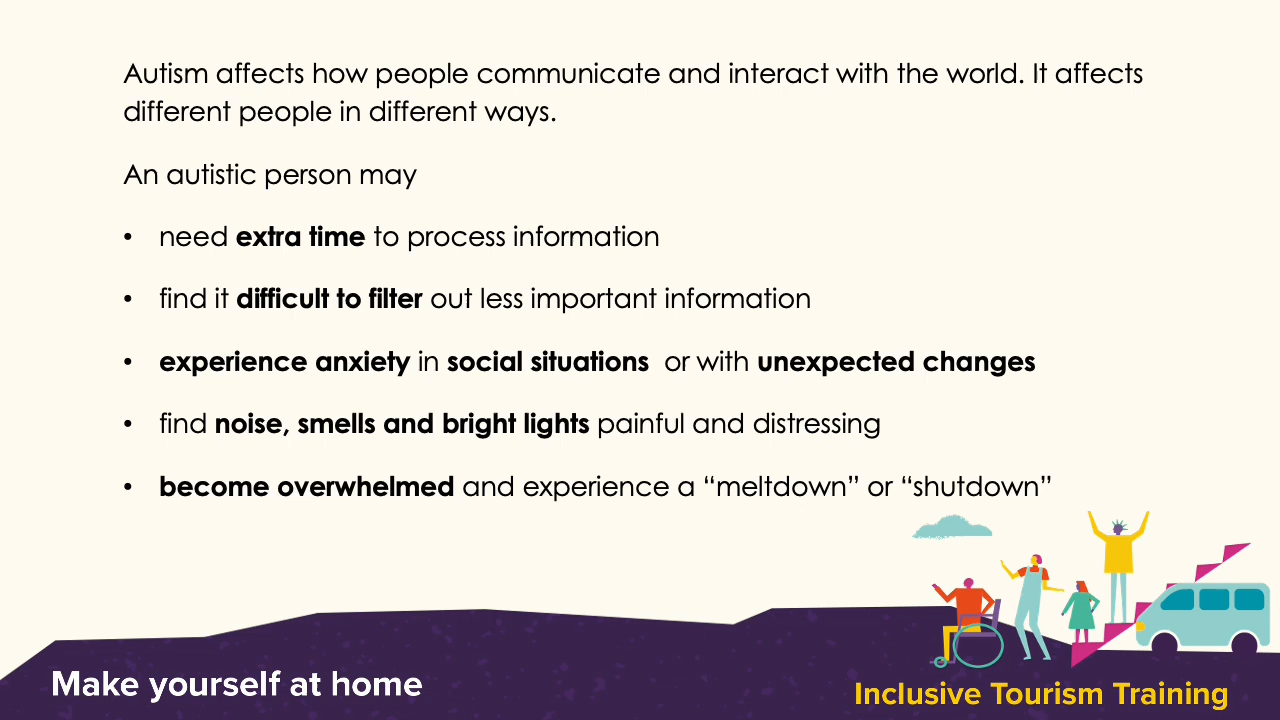 Autism affects how people communicate and interact with the world. It affects
different people in different ways.
An autistic person may
• need extra time to process information
• find it difficult to filter out less important information
• experience anxiety in social situations  or with unexpected changes
• find noise, smells and bright lights painful and distressing
• become overwhelmed and experience a “meltdown” or “shutdown”
Make yourself at home
Inclusive Tourism Training